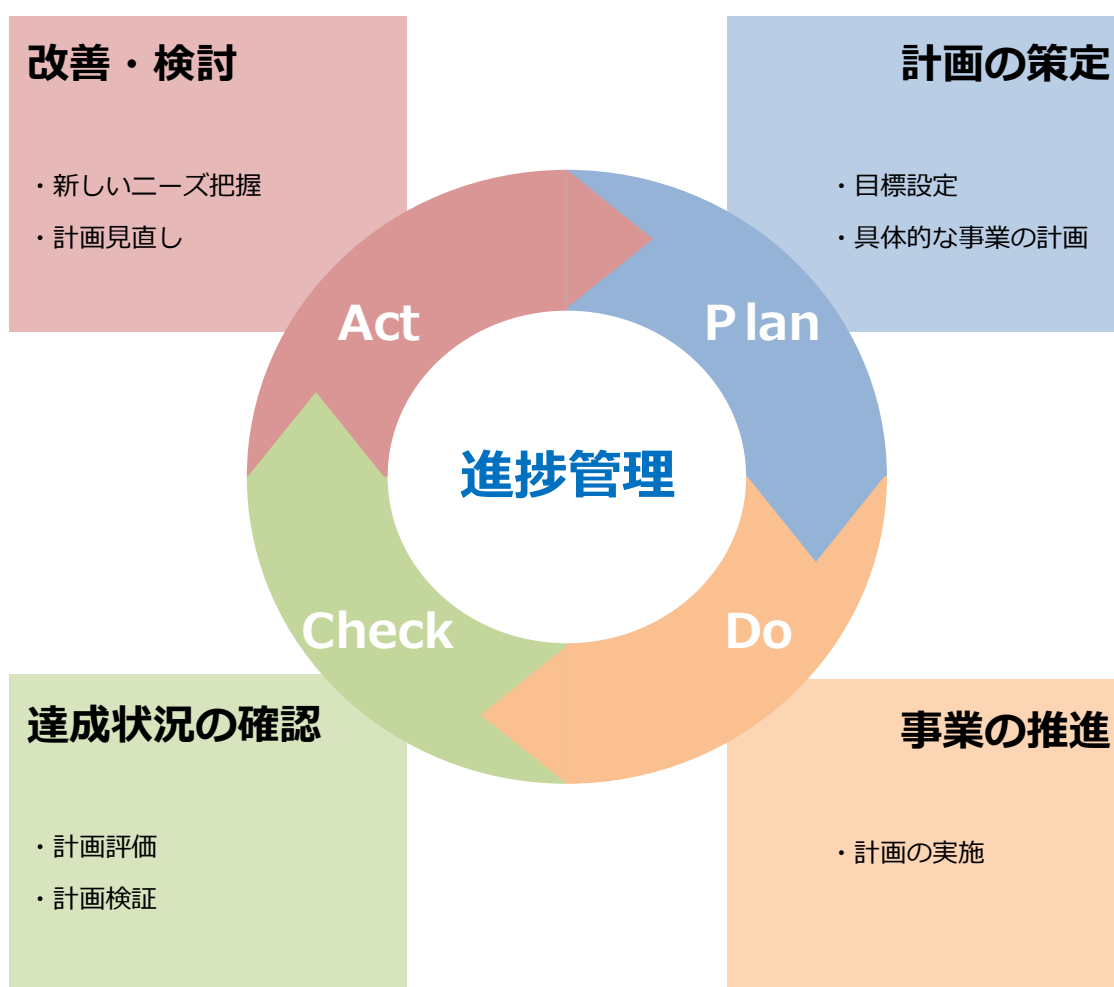 改善・検討
・新しいニーズ把握
・計画見直し
計画の策定
・目標設定
・具体的な事業の計画
Act
Plan
進捗管理
Check
Do
達成状況の確認
・計画評価
・計画検証
事業の推進
・計画の実施